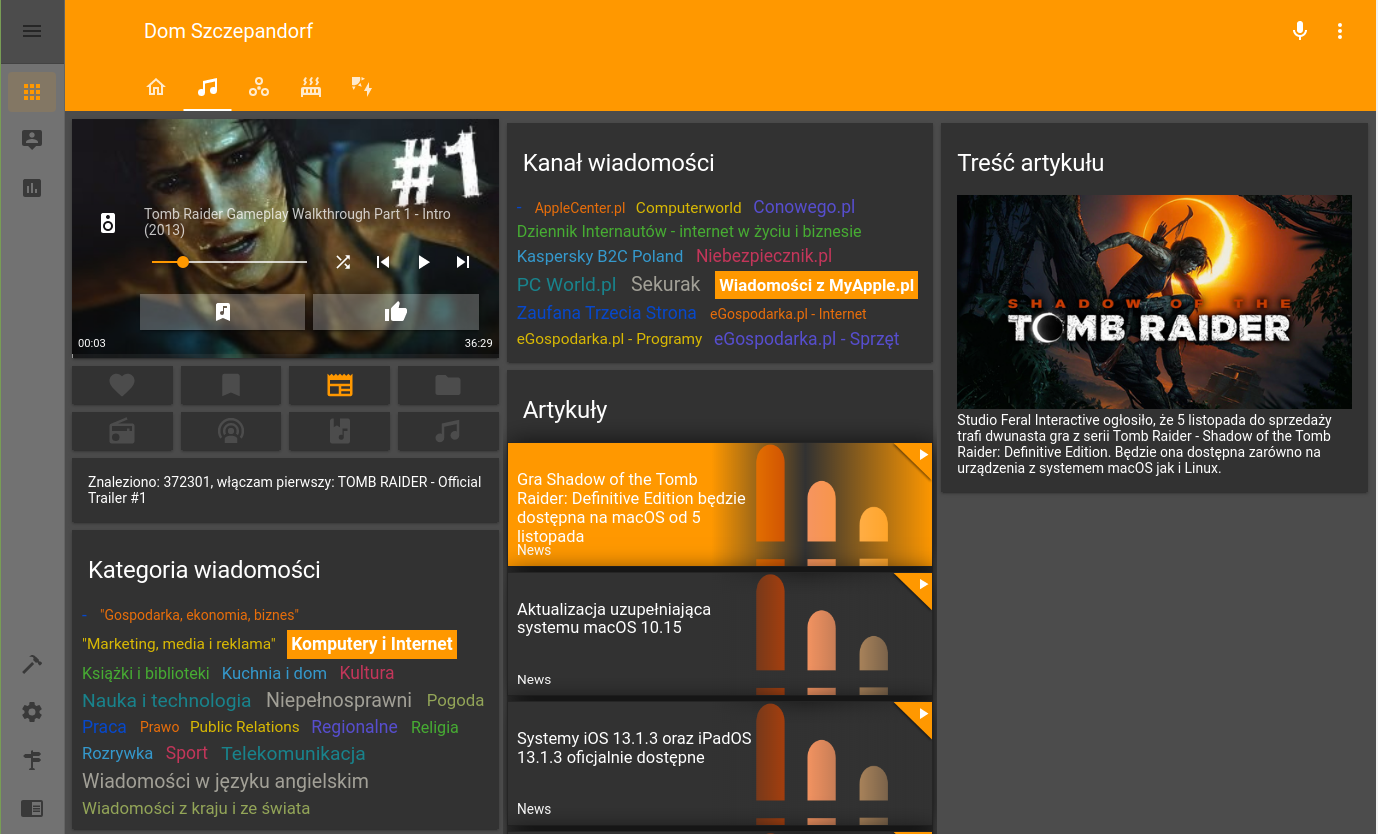 Dom Szczepandorf
#1
Tomb Raider Gameplay Walkthrough Part 1 - Intro
(2013)
00:03
36:29
Znaleziono: 372301, włączam pierwszy: TOMB RAIDER - Official
Trailer #1
Kategoria wiadomości
- "Gospodarka, ekonomia, biznes"
"Marketing, media i reklama" Komputery i Internet
Książki i biblioteki Kuchnia i dom Kultura
Nauka i technologia Niepełnosprawni Pogoda
Praca Prawo Public Relations Regionalne Religia
Rozrywka Sport Telekomunikacja
Wiadomości w języku angielskim
Wiadomości z kraju i ze świata
Kanał wiadomości
- AppleCenter.pl Computerworld Conowego.pl
Dziennik Internautów - internet w życiu i biznesie
Kaspersky B2C Poland Niebezpiecznik.pl
PC World.pl Sekurak Wiadomości z MyApple.pl
Zaufana Trzecia Strona eGospodarka.pl - Internet
eGospodarka.pl - Programy eGospodarka.pl - Sprzęt
Artykuły
Gra Shadow of the Tomb
Raider: Definitive Edition będzie
dostępna na macOS od 5
listopada
News
Aktualizacja uzupełniająca
systemu macOS 10.15
News
Systemy iOS 13.1.3 oraz iPadOS
13.1.3 oficjalnie dostępne
News
Treść artykułu
SHADOW OF THE
TOMB RAIDER
Studio Feral Interactive ogłosiło, że 5 listopada do sprzedaży
trafi dwunasta gra z serii Tomb Raider - Shadow of the Tomb
Raider: Definitive Edition. Będzie ona dostępna zarówno na
urządzenia z systemem macOS jak i Linux.